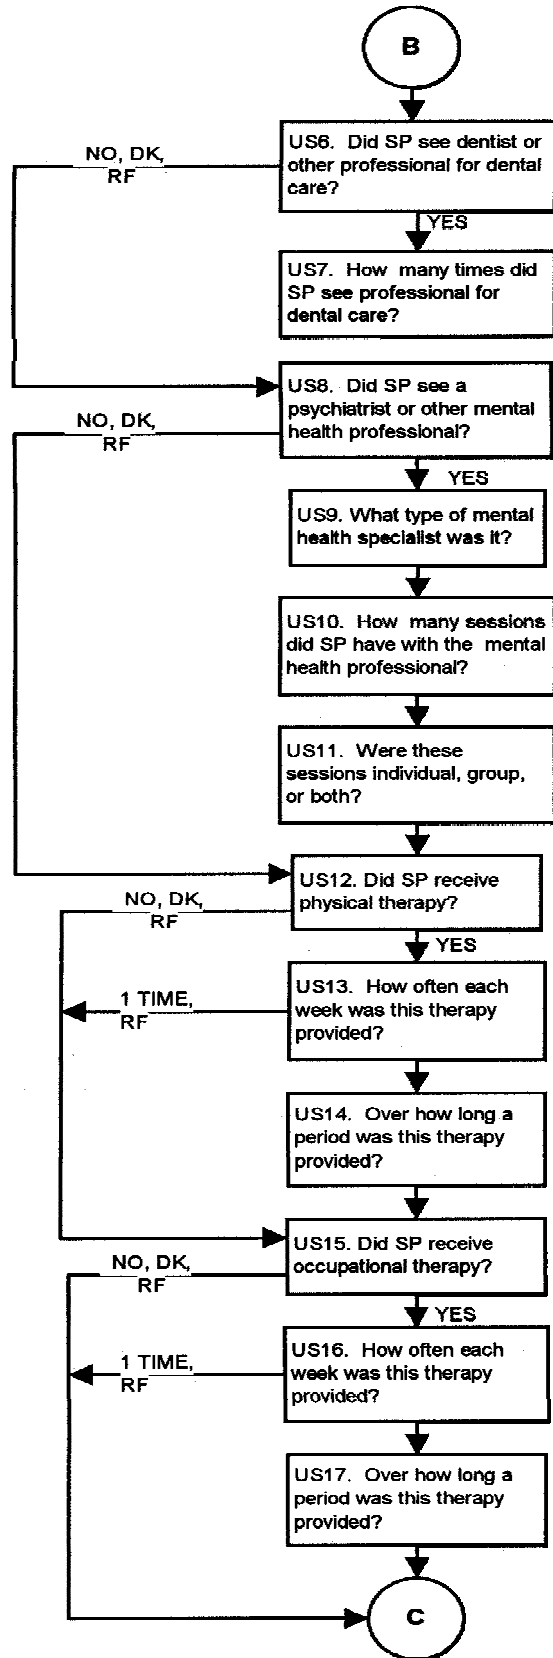 B
US6. Did SP see dentist or
other professional for dental
care?
NO, DK,
RF
YES
US7. How many times did
SP see professional for
dental care?
US8. Did SP see a
psychiatrist or other mental
health professional?
NO, DK,
RF
YES
US9. What type of mental
health specialist was it?
US10. How many sessions
did SP have with the mental
health professional?
US11. Were these
sessions individual, group,
or both?
US12. Did SP receive
physical therapy?
NO, DK,
RF
YES
US13. How often each
week was this therapy
provided?
1 TIME,
RF
US14. Over how long a
period was this therapy
provided?
US15. Did SP receive
occupational therapy?
NO, DK,
RF
YES
US16. How often each
week was this therapy
provided?
1 TIME,
RF
US17. Over how long a
period was this therapy
provided?
C